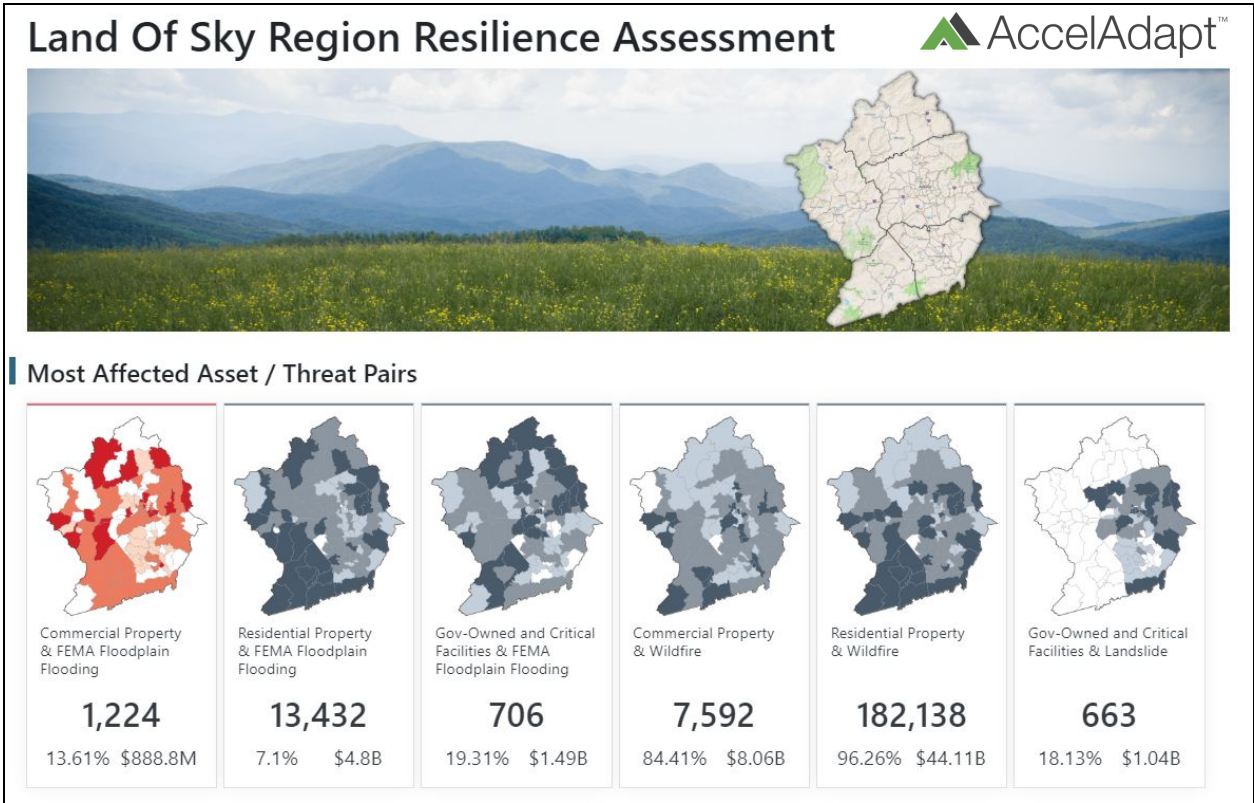 Land Of Sky Region Resilience Assessment
AccelAdapt™
Most Affected Asset / Threat Pairs
Commercial Property
& FEMA Floodplain
Flooding
1,224
13.61% $888.8M
Residential Property
& FEMA Floodplain
Flooding
13,432
7.1% $4.8B
Gov-Owned and Critical
Facilities & FEMA
Floodplain Flooding
706
19.31% $1.49B
Commercial Property
& Wildfire
7,592
84.41% $8.06B
Residential Property
& Wildfire
182,138
96.26% $44.11B
Gov-Owned and Critical
Facilities & Landslide
663
18.13% $1.04B